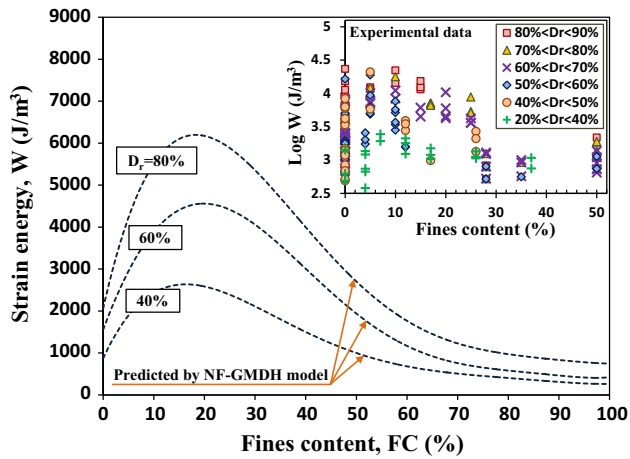 9000
8000
7000
6000
5000
4000
3000
2000
1000
0
Strain energy, W (J/m³)
Dr=80%
60%
40%
Predicted by NF-GMDH model
0 10 20 30 40 50 60 70 80 90 100
Fines content, FC (%)
Experimental data
80%<Dr<90%
70%<Dr<80%
60%<Dr<70%
50%<Dr<60%
40%<Dr<50%
20%<Dr<40%
5
4.5
4
3.5
3
2.5
Log W (J/m³)
0 10 20 30 40 50
Fines content (%)